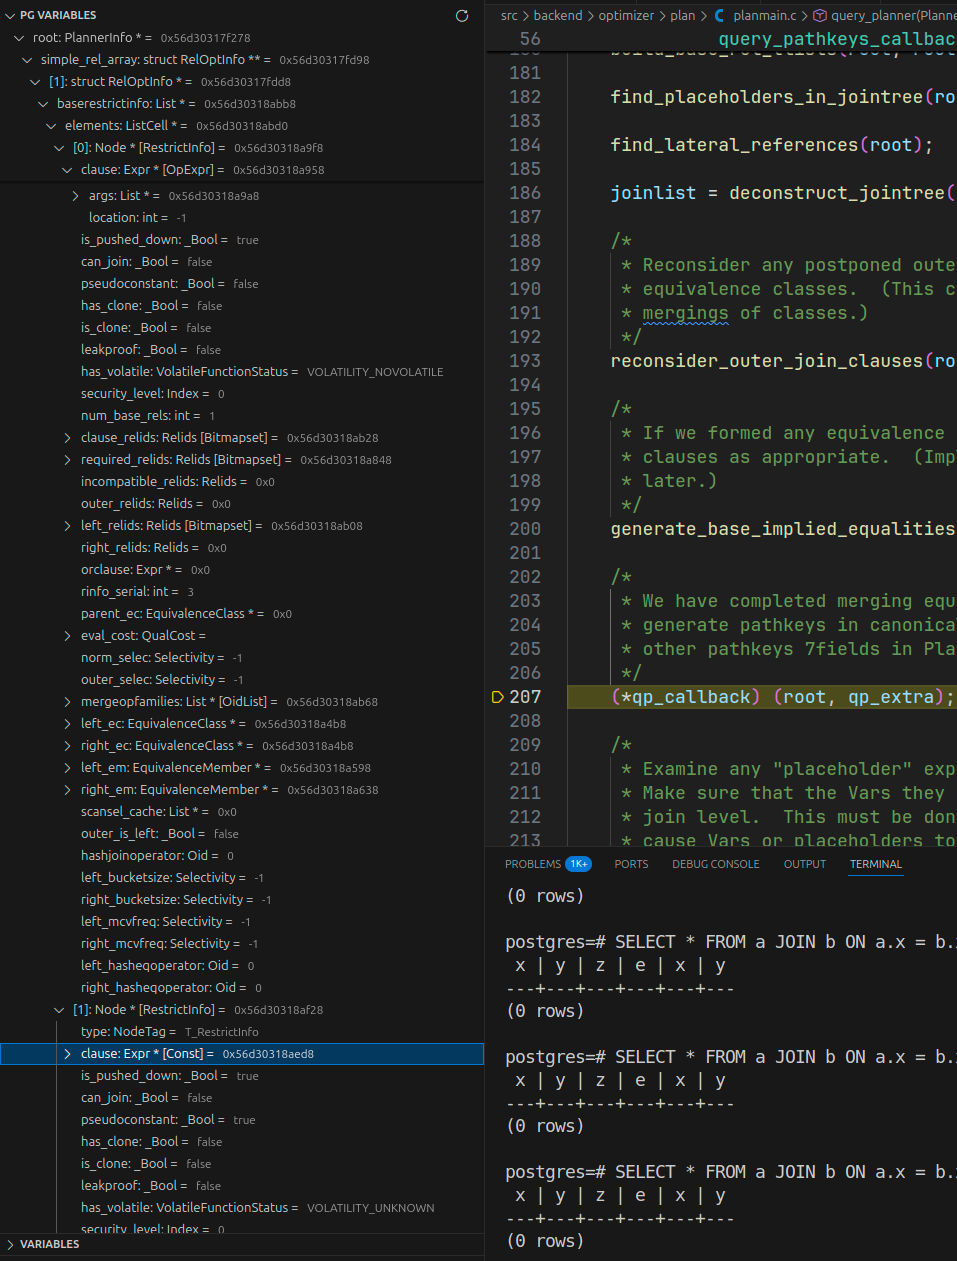 PG VARIABLES
root: PlannerInfo * = 0x56d30317f278
simple_rel_array: struct RelOptInfo ** = 0x56d30317fd98
[1]: struct RelOptInfo * = 0x56d30317fdd8
baserestrictinfo: List * = 0x56d30318abb8
elements: ListCell * = 0x56d30318abd0
[0]: Node * [RestrictInfo] = 0x56d30318a9f8
clause: Expr * [OpExpr] = 0x56d30318a958
args: List * = 0x56d30318a9a8
location: int = -1
is_pushed_down: _Bool = true
can_join: _Bool = false
pseudoconstant: _Bool = false
has_clone: _Bool = false
is_clone: _Bool = false
leakproof: _Bool = false
has_volatile: VolatileFunctionStatus = VOLATILITY_NOVOLATILE
security_level: Index = 0
num_base_rels: int = 1
clause_relids: Relids [Bitmapset] = 0x56d30318ab28
required_relids: Relids [Bitmapset] = 0x56d30318a848
incompatible_relids: Relids = 0x0
outer_relids: Relids = 0x0
left_relids: Relids [Bitmapset] = 0x56d30318ab08
right_relids: Relids = 0x0
orclause: Expr * = 0x0
rinfo_serial: int = 3
parent_ec: EquivalenceClass * = 0x0
eval_cost: QualCost =
norm_selec: Selectivity = -1
outer_selec: Selectivity = -1
mergeopfamilies: List * [OidList] = 0x56d30318ab68
left_ec: EquivalenceClass * = 0x56d30318a4b8
right_ec: EquivalenceClass * = 0x56d30318a4b8
left_em: EquivalenceMember * = 0x56d30318a598
right_em: EquivalenceMember * = 0x56d30318a638
scansel_cache: List * = 0x0
outer_is_left: _Bool = false
hashjoinoperator: Oid = 0
left_bucketsize: Selectivity = -1
right_bucketsize: Selectivity = -1
left_mcvfreq: Selectivity = -1
right_mcvfreq: Selectivity = -1
left_hasheqoperator: Oid = 0
right_hasheqoperator: Oid = 0
[1]: Node * [RestrictInfo] = 0x56d30318af28
type: NodeTag = T_RestrictInfo
clause: Expr * [Const] = 0x56d30318aed8
is_pushed_down: _Bool = true
can_join: _Bool = false
pseudoconstant: _Bool = true
has_clone: _Bool = false
is_clone: _Bool = false
leakproof: _Bool = false
has_volatile: VolatileFunctionStatus = VOLATILITY_UNKNOWN
security_level: Index = 0
VARIABLES
src > backend > optimizer > plan > C planmain.c > query_planner(Planne
56 query_pathkeys_callbac
181
182 find_placeholders_in_jointree(ro
183
184 find_lateral_references(root);
185
186 joinlist = deconstruct_jointree(
187
188 /*
189 * Reconsider any postponed oute
190 * equivalence classes. (This c
191 * mergings of classes.)
192 */
193 reconsider_outer_join_clauses(ro
194
195 /*
196 * If we formed any equivalence
197 * clauses as appropriate. (Imp
198 * later.)
199 */
200 generate_base_implied_equalities
201
202 /*
203 * We have completed merging equ
204 * generate pathkeys in canonica
205 * other pathkeys 7fields in Pla
206 */
207 (*qp_callback) (root, qp_extra);
208
209 /*
210 * Examine any "placeholder" exp
211 * Make sure that the Vars they
212 * join level. This must be don
213 * cause Vars or placeholders to
PROBLEMS 1K+ PORTS DEBUG CONSOLE OUTPUT TERMINAL
(0 rows)
postgres=# SELECT * FROM a JOIN b ON a.x = b.
x | y | z | e | x | y
---+---+---+---+---+---
(0 rows)
postgres=# SELECT * FROM a JOIN b ON a.x = b.
x | y | z | e | x | y
---+---+---+---+---+---
(0 rows)
postgres=# SELECT * FROM a JOIN b ON a.x = b.
x | y | z | e | x | y
---+---+---+---+---+---
(0 rows)